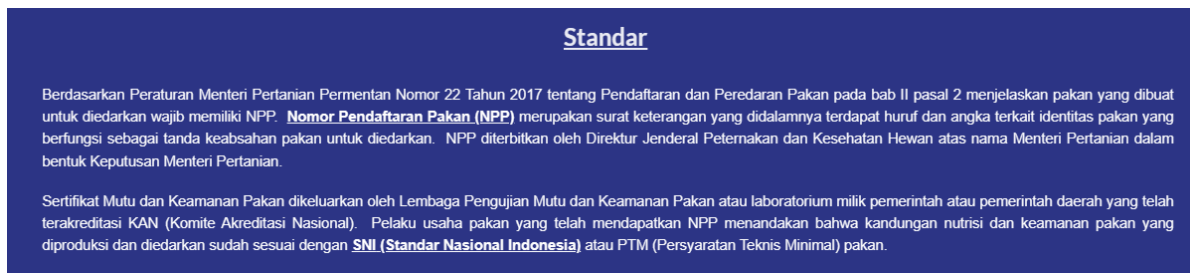 Standar
Berdasarkan Peraturan Menteri Pertanian Permentan Nomor 22 Tahun 2017 tentang Pendaftaran dan Peredaran Pakan pada bab II pasal 2 menjelaskan pakan yang dibuat
untuk diedarkan wajib memiliki NPP. Nomor Pendaftaran Pakan (NPP) merupakan surat keterangan yang didalamnya terdapat huruf dan angka terkait identitas pakan yang
berfungsi sebagai tanda keabsahan pakan untuk diedarkan. NPP diterbitkan oleh Direktur Jenderal Peternakan dan Kesehatan Hewan atas nama Menteri Pertanian dalam
bentuk Keputusan Menteri Pertanian.
Sertifikat Mutu dan Keamanan Pakan dikeluarkan oleh Lembaga Pengujian Mutu dan Keamanan Pakan atau laboratorium milik pemerintah atau pemerintah daerah yang telah
terakreditasi KAN (Komite Akreditasi Nasional). Pelaku usaha pakan yang telah mendapatkan NPP menandakan bahwa kandungan nutrisi dan keamanan pakan yang
diproduksi dan diedarkan sudah sesuai dengan SNI (Standar Nasional Indonesia) atau PTM (Persyaratan Teknis Minimal) pakan.